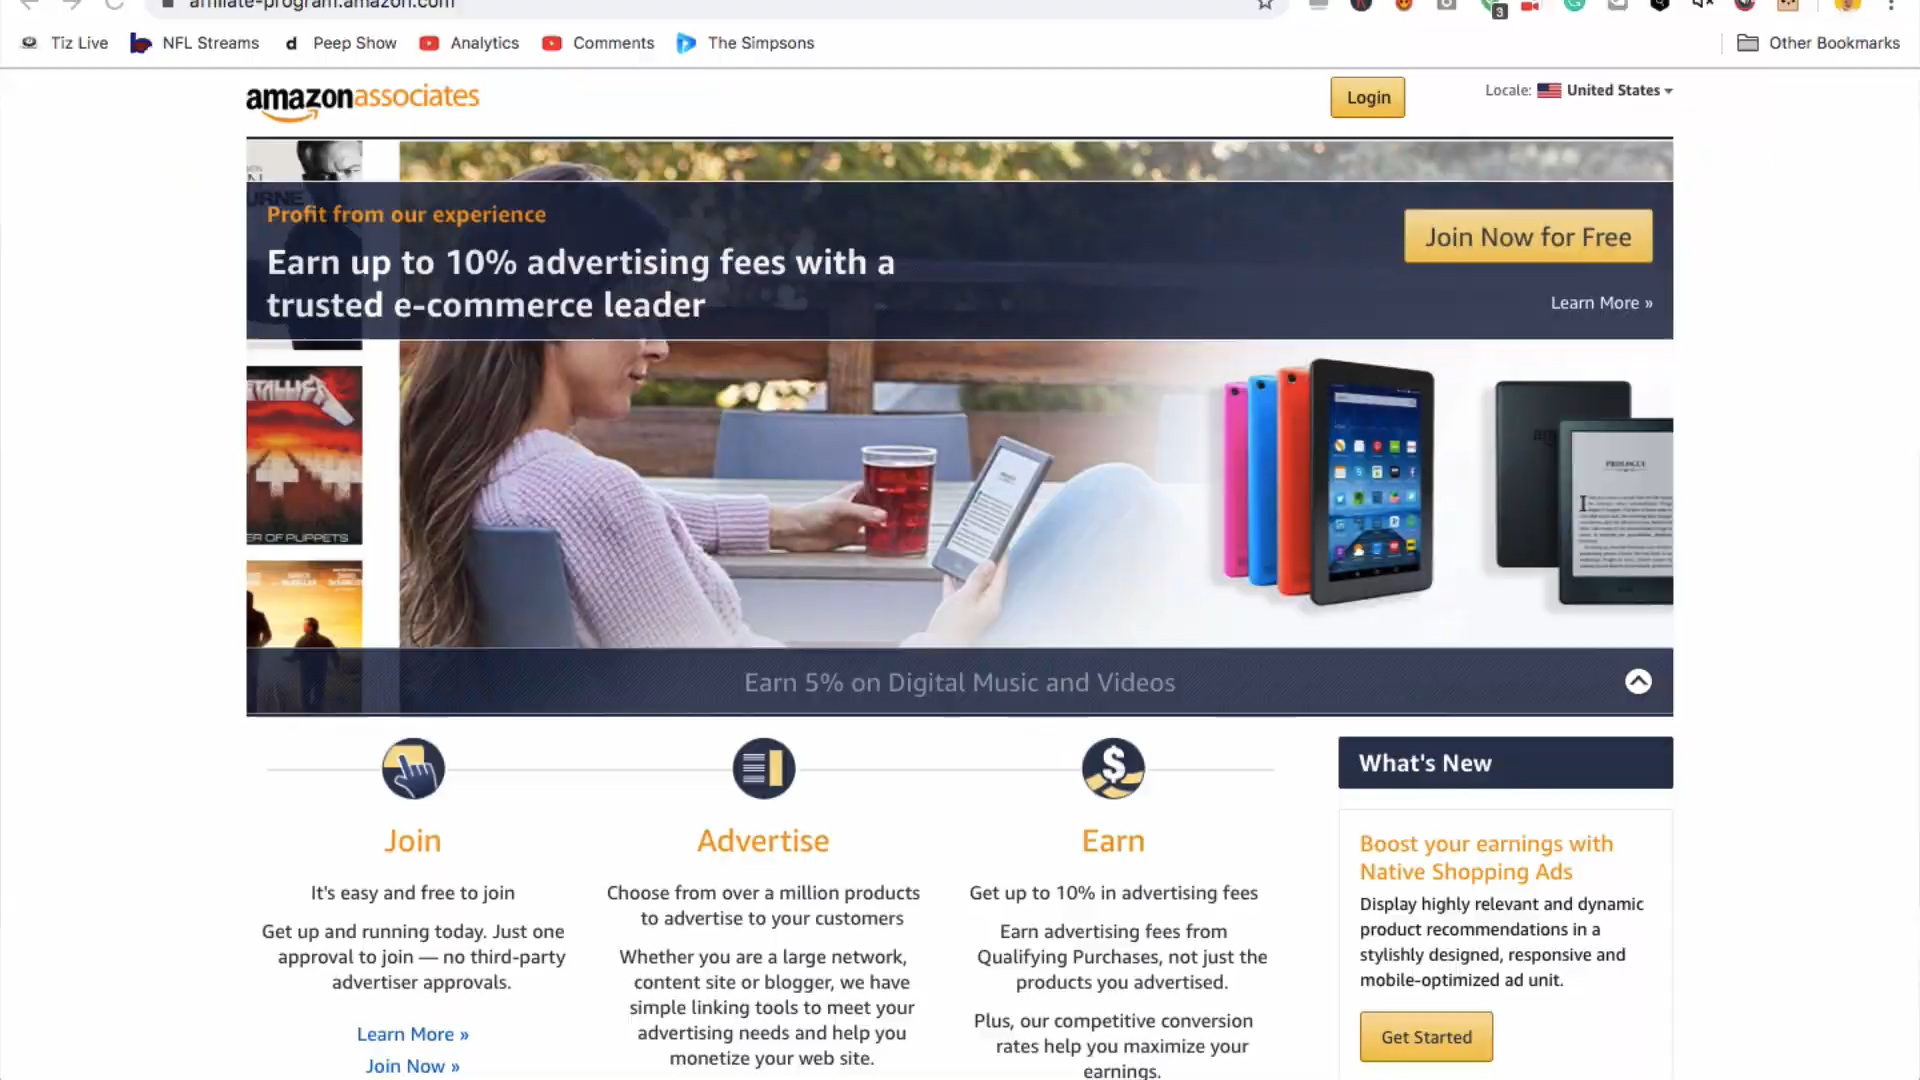 affiliate-program.amazon.com
3
Tiz Live
NFL Streams
d
Peep Show
Analytics
Comments
The Simpsons
Other Bookmarks
amazonassociates
Login
Locale:
United States
Profit from our experience
Earn up to 10% advertising fees with a
trusted e-commerce leader
Join Now for Free
Learn More »
URNE
ETALLICA
ER OF PUPPETS
PROLOGUE
Earn 5% on Digital Music and Videos
What's New
Join
It's easy and free to join
Get up and running today. Just one
approval to join — no third-party
advertiser approvals.
Learn More »
Join Now »
Advertise
Choose from over a million products
to advertise to your customers
Whether you are a large network,
content site or blogger, we have
simple linking tools to meet your
advertising needs and help you
monetize your web site.
$
Earn
Get up to 10% in advertising fees
Earn advertising fees from
Qualifying Purchases, not just the
products you advertised.
Plus, our competitive conversion
rates help you maximize your
earnings.
Boost your earnings with
Native Shopping Ads
Display highly relevant and dynamic
product recommendations in a
stylishly designed, responsive and
mobile-optimized ad unit.
Get Started